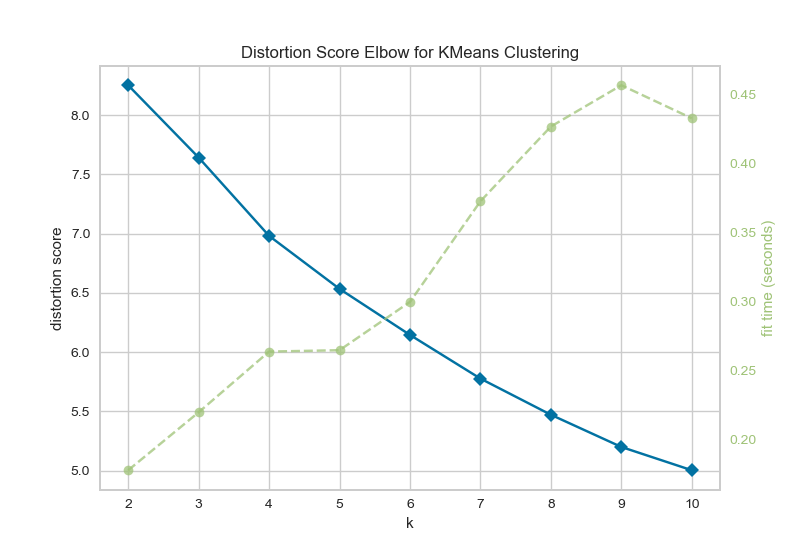 Distortion Score Elbow for KMeans Clustering
distortion score
8.0
7.5
7.0
6.5
6.0
5.5
5.0
0.45
0.40
0.35
0.30
0.25
0.20
fit time (seconds)
2 3 4 5 6 7 8 9 10
k